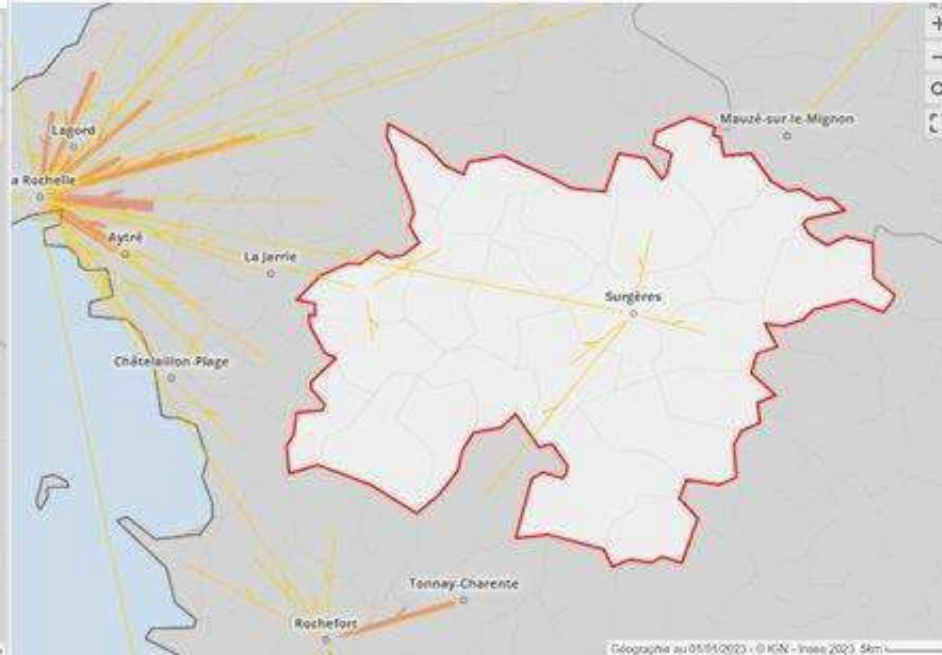 Mauzé-sur-le-Mignon
Lagord
a Rochelle
Aytré
La Jarrie
Surgères
Châtelaillon-Plage
Tonnay-Charente
Rochefort
Géographie au 01/01/2023 - © IGN - Insee 2023 5km